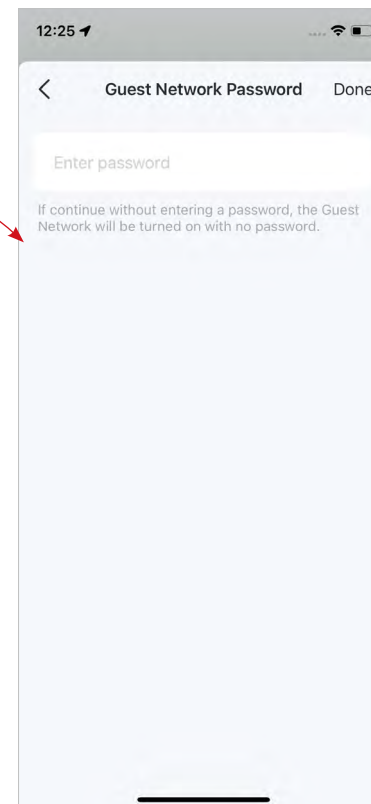 12:25
Guest Network Password Done
Enter password
If continue without entering a password, the Guest
Network will be turned on with no password.